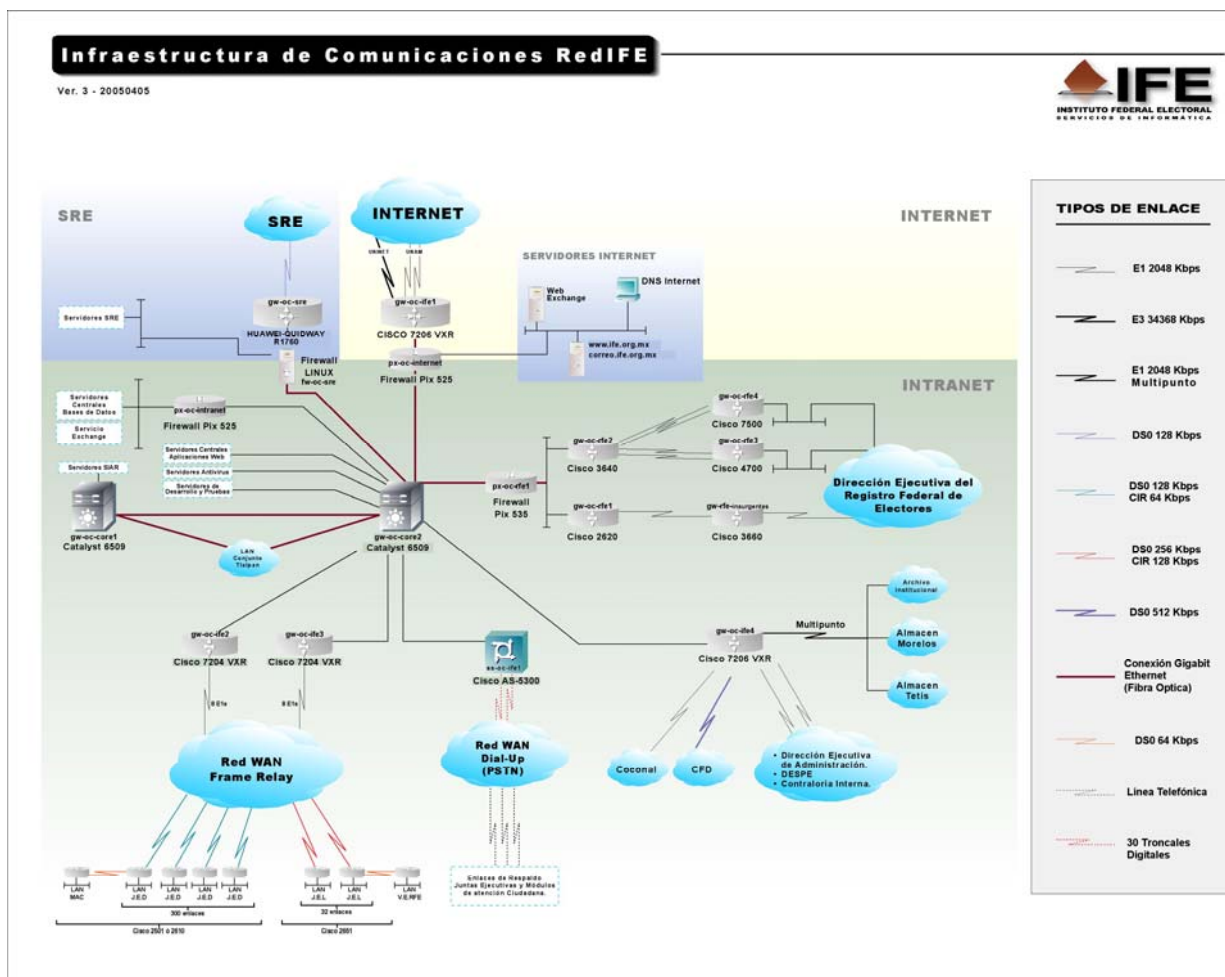 Infraestructura de Comunicaciones RedIFE
Ver. 3 - 20050405
IFE
INSTITUTO FEDERAL ELECTORAL
SERVICIOS DE INFORMÁTICA
SRE
SRE
INTERNET
INTERNET
UNINET
UNAM
SERVIDORES INTERNET
Web
Exchange
DNS Internet
www.ife.org.mx
correo.ife.org.mx
Servidores SRE
gw-oc-sre
HUAWEI-QUIDWAY
R1760
gw-oc-ife1
CISCO 7206 VXR
px-oc-internet
Firewall Pix 525
Firewall
LINUX
fw-oc-sre
INTRANET
Servidores
Centrales
Bases de Datos
Servicio
Exchange
px-oc-intranet
Firewall Pix 525
Servidores SIAR
Servidores Centrales
Aplicaciones Web
Servidores Antivirus
Servidores de
Desarrollo y Pruebas
gw-oc-core1
Catalyst 6509
LAN
Conjunto
Tlalpan
gw-oc-core2
Catalyst 6509
px-oc-rfe1
Firewall
Pix 535
gw-oc-rfe2
Cisco 3640
gw-oc-rfe4
Cisco 7500
gw-oc-rfe3
Cisco 4700
gw-oc-rfe1
Cisco 2620
gw-rfe-insurgentes
Cisco 3660
Dirección Ejecutiva del
Registro Federal de
Electores
gw-oc-ife2
Cisco 7204 VXR
gw-oc-ife3
Cisco 7204 VXR
as-oc-ife1
Cisco AS-5300
gw-oc-ife4
Cisco 7206 VXR
Multipunto
Archivo
Institucional
Almacen
Morelos
Almacen
Tetis
8 E1s
8 E1s
Red WAN
Frame Relay
Red WAN
Dial-Up
(PSTN)
Coconal
CFD
• Dirección Ejecutiva
de Administración.
• DESPE
• Contraloria Interna.
Enlaces de Respaldo
Juntas Ejecutivas y Módulos
de atención Ciudadana.
LAN
MAC
LAN
J.E.D
LAN
J.E.D
LAN
J.E.D
LAN
J.E.D
300 enlaces
Cisco 2501 ó 2610
LAN
J.E.L
LAN
J.E.L
LAN
V.E.RFE
32 enlaces
Cisco 2651
TIPOS DE ENLACE
E1 2048 Kbps
E3 34368 Kbps
E1 2048 Kbps
Multipunto
DS0 128 Kbps
DS0 128 Kbps
CIR 64 Kbps
DS0 256 Kbps
CIR 128 Kbps
DS0 512 Kbps
Conexión Gigabit
Ethernet
(Fibra Optica)
DS0 64 Kbps
Línea Telefónica
30 Troncales
Digitales